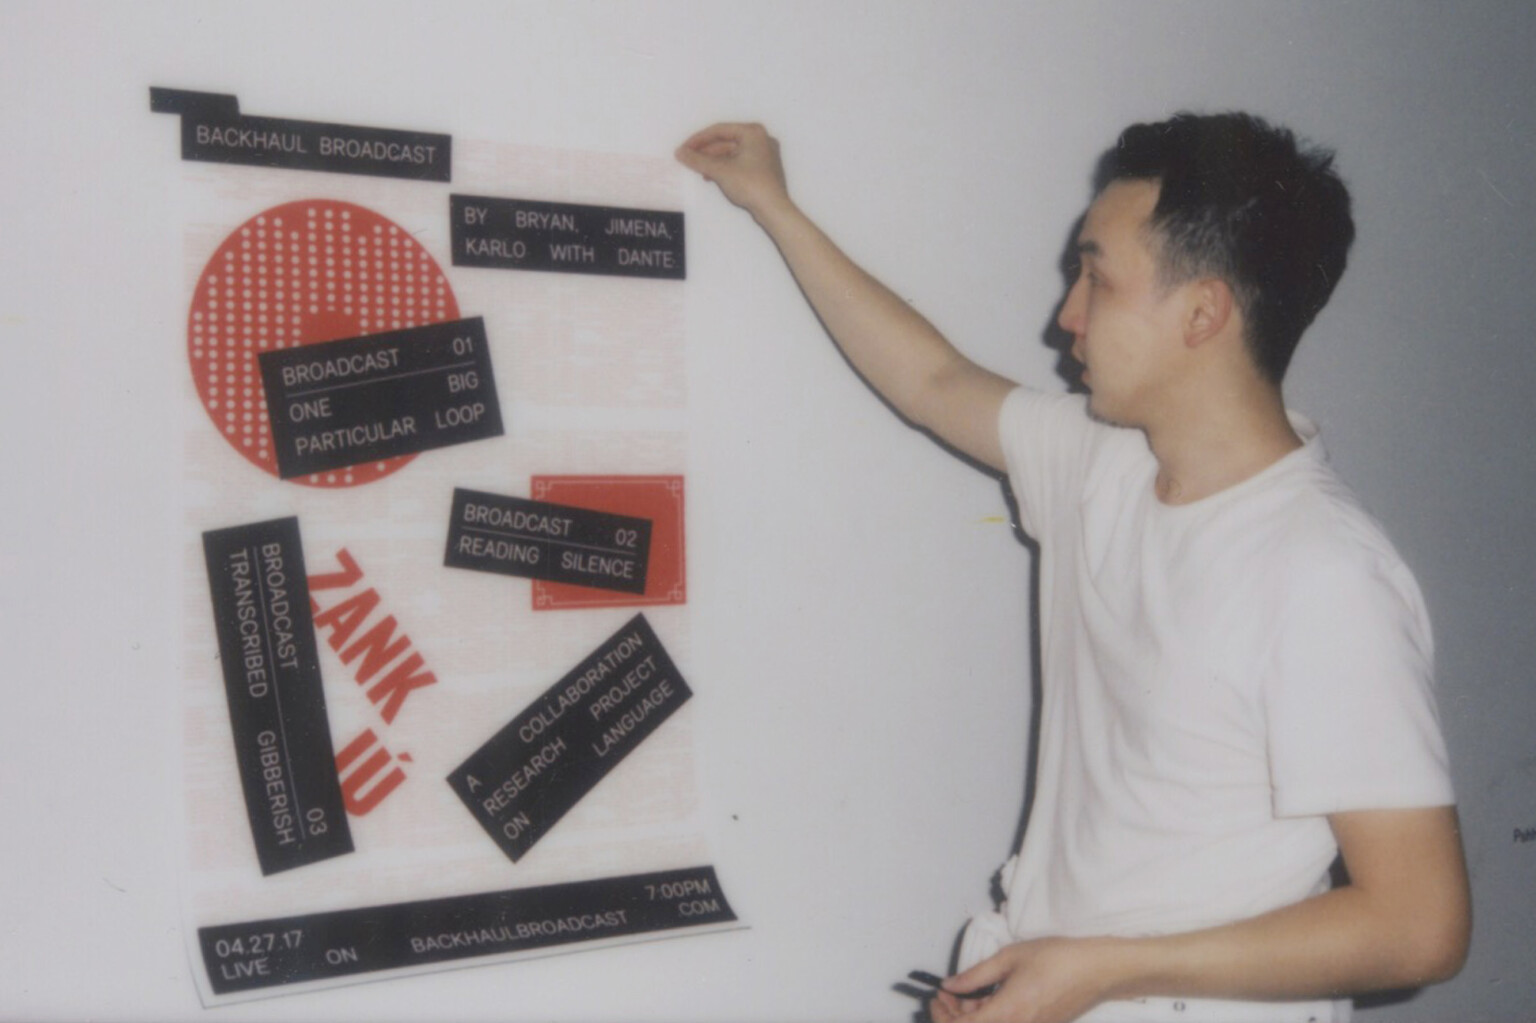 BACKHAUL BROADCAST
BY BRYAN, JIMENA,
KARLO WITH DANTE
BROADCAST 01
ONE BIG
PARTICULAR LOOP
BROADCAST 02
READING SILENCE
BROADCAST 03
TRANSCRIBED GIBBERISH
ZANK
IÚ
A COLLABORATION
RESEARCH PROJECT
ON LANGUAGE
04.27.17 7:00PM
LIVE ON BACKHAULBROADCAST .COM